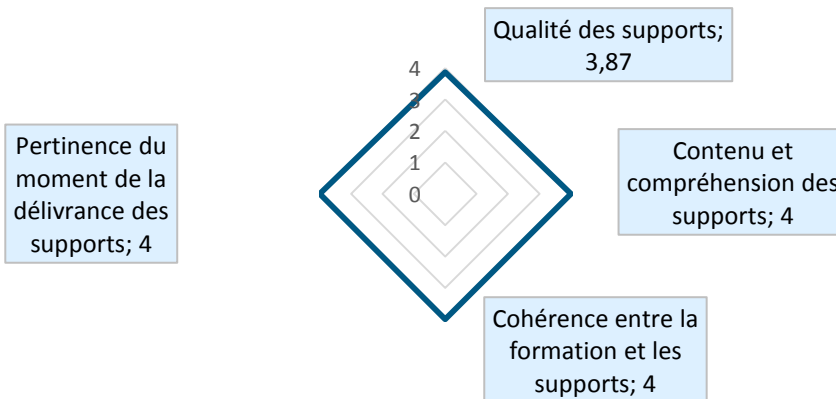 Qualité des supports;
3,87
4
3
2
1
0
Pertinence du
moment de la
délivrance des
supports; 4
Contenu et
compréhension des
supports; 4
Cohérence entre la
formation et les
supports; 4